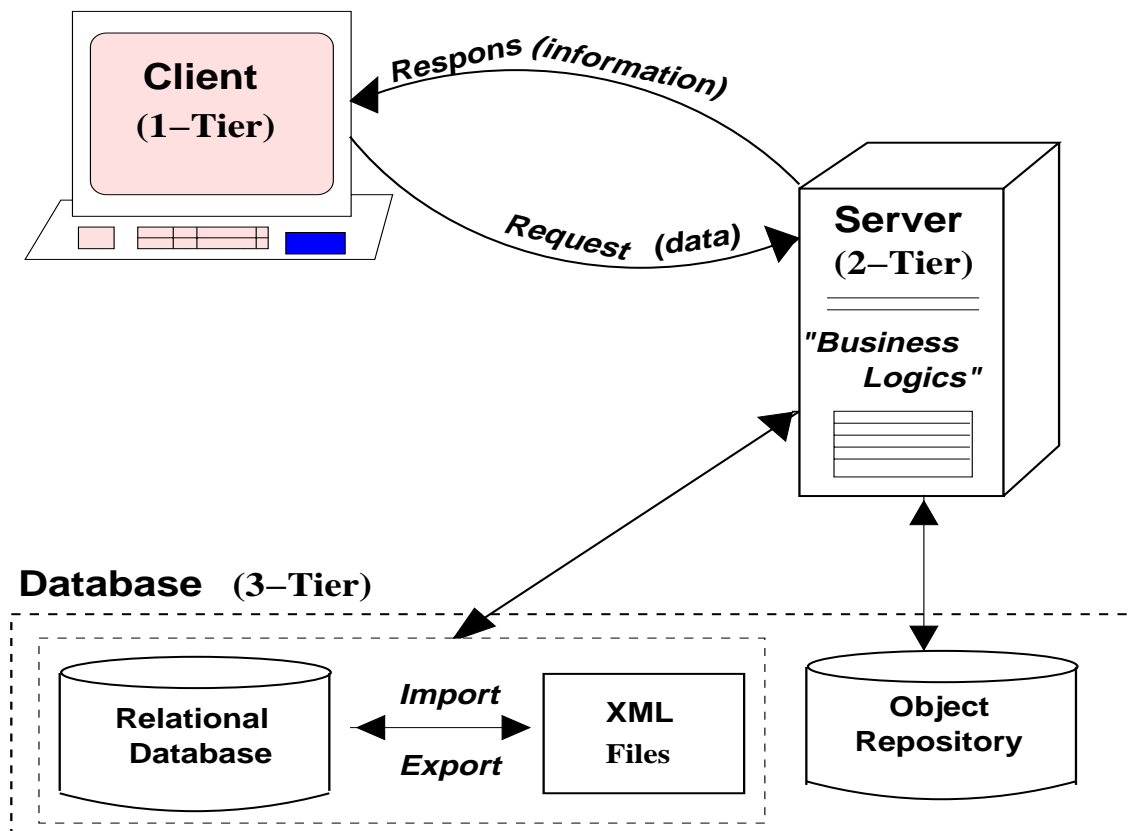 Client
(1–Tier)
Respons (information)
Request (data)
Server
(2–Tier)
"Business
Logics"
Database (3–Tier)
Relational
Database
Import
Export
XML
Files
Object
Repository